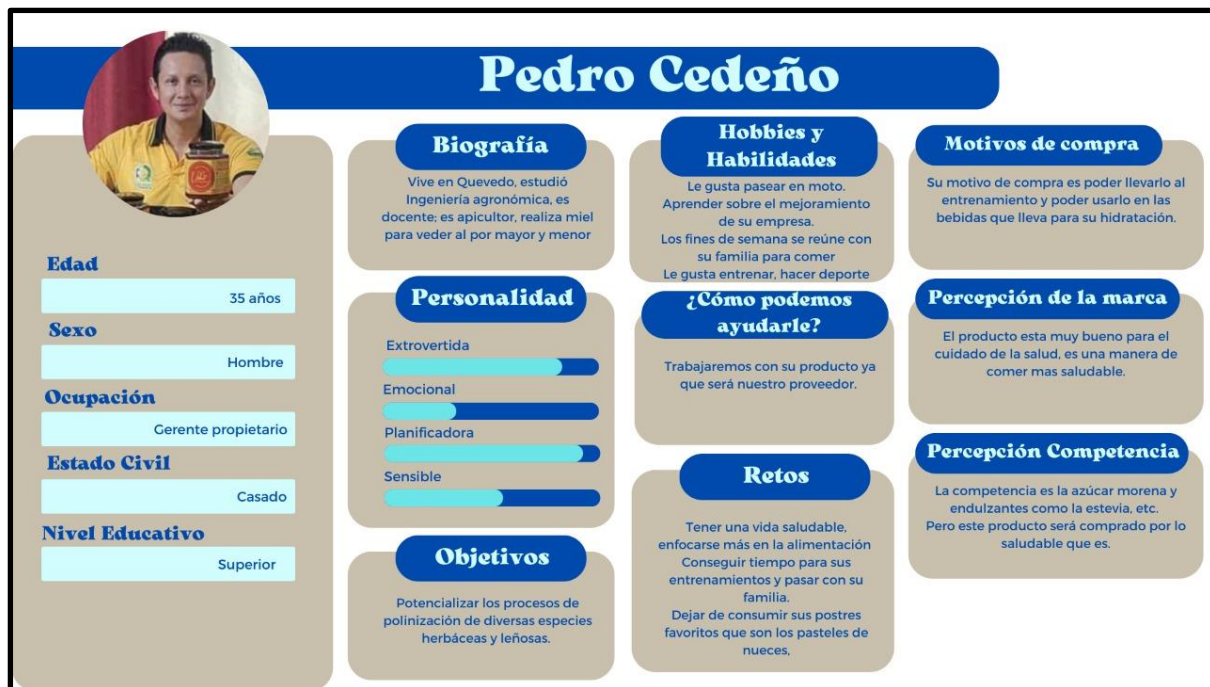 Pedro Cedeño
Edad
35 años
Sexo
Hombre
Ocupación
Gerente propietario
Estado Civil
Casado
Nivel Educativo
Superior
Biografía
Vive en Quevedo, estudió
Ingeniería agronómica, es
docente; es apicultor, realiza miel
para veder al por mayor y menor
Personalidad
Extrovertida
Emocional
Planificadora
Sensible
Objetivos
Potencializar los procesos de
polinización de diversas especies
herbáceas y leñosas.
Hobbies y
Habilidades
Le gusta pasear en moto.
Aprender sobre el mejoramiento
de su empresa.
Los fines de semana se reúne con
su familia para comer
Le gusta entrenar, hacer deporte
¿Cómo podemos
ayudarle?
Trabajaremos con su producto ya
que será nuestro proveedor.
Retos
Tener una vida saludable,
enfocarse más en la alimentación
Conseguir tiempo para sus
entrenamientos y pasar con su
familia.
Dejar de consumir sus postres
favoritos que son los pasteles de
nueces,
Motivos de compra
Su motivo de compra es poder llevarlo al
entrenamiento y poder usarlo en las
bebidas que lleva para su hidratación.
Percepción de la marca
El producto esta muy bueno para el
cuidado de la salud, es una manera de
comer mas saludable.
Percepción Competencia
La competencia es la azúcar morena y
endulzantes como la estevia, etc.
Pero este producto será comprado por lo
saludable que es.